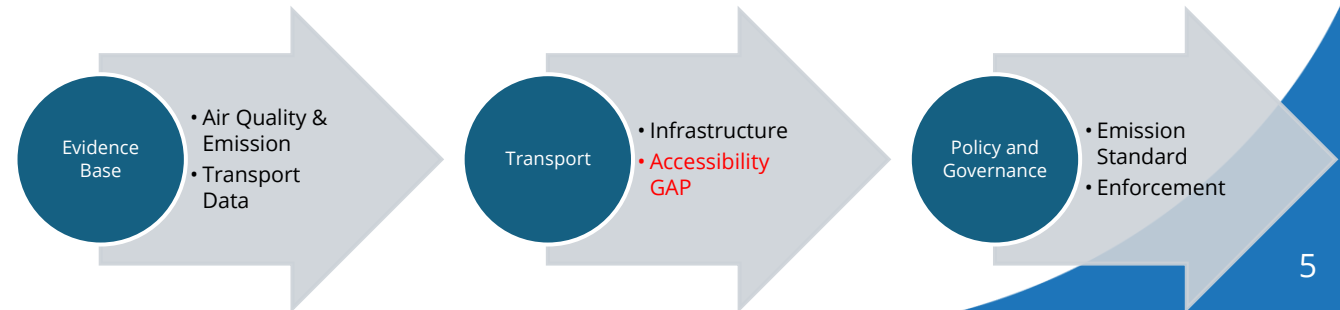 Evidence
Base
• Air Quality &
Emission
• Transport
Data
Transport
• Infrastructure
• Accessibility
GAP
Policy and
Governance
• Emission
Standard
• Enforcement
5